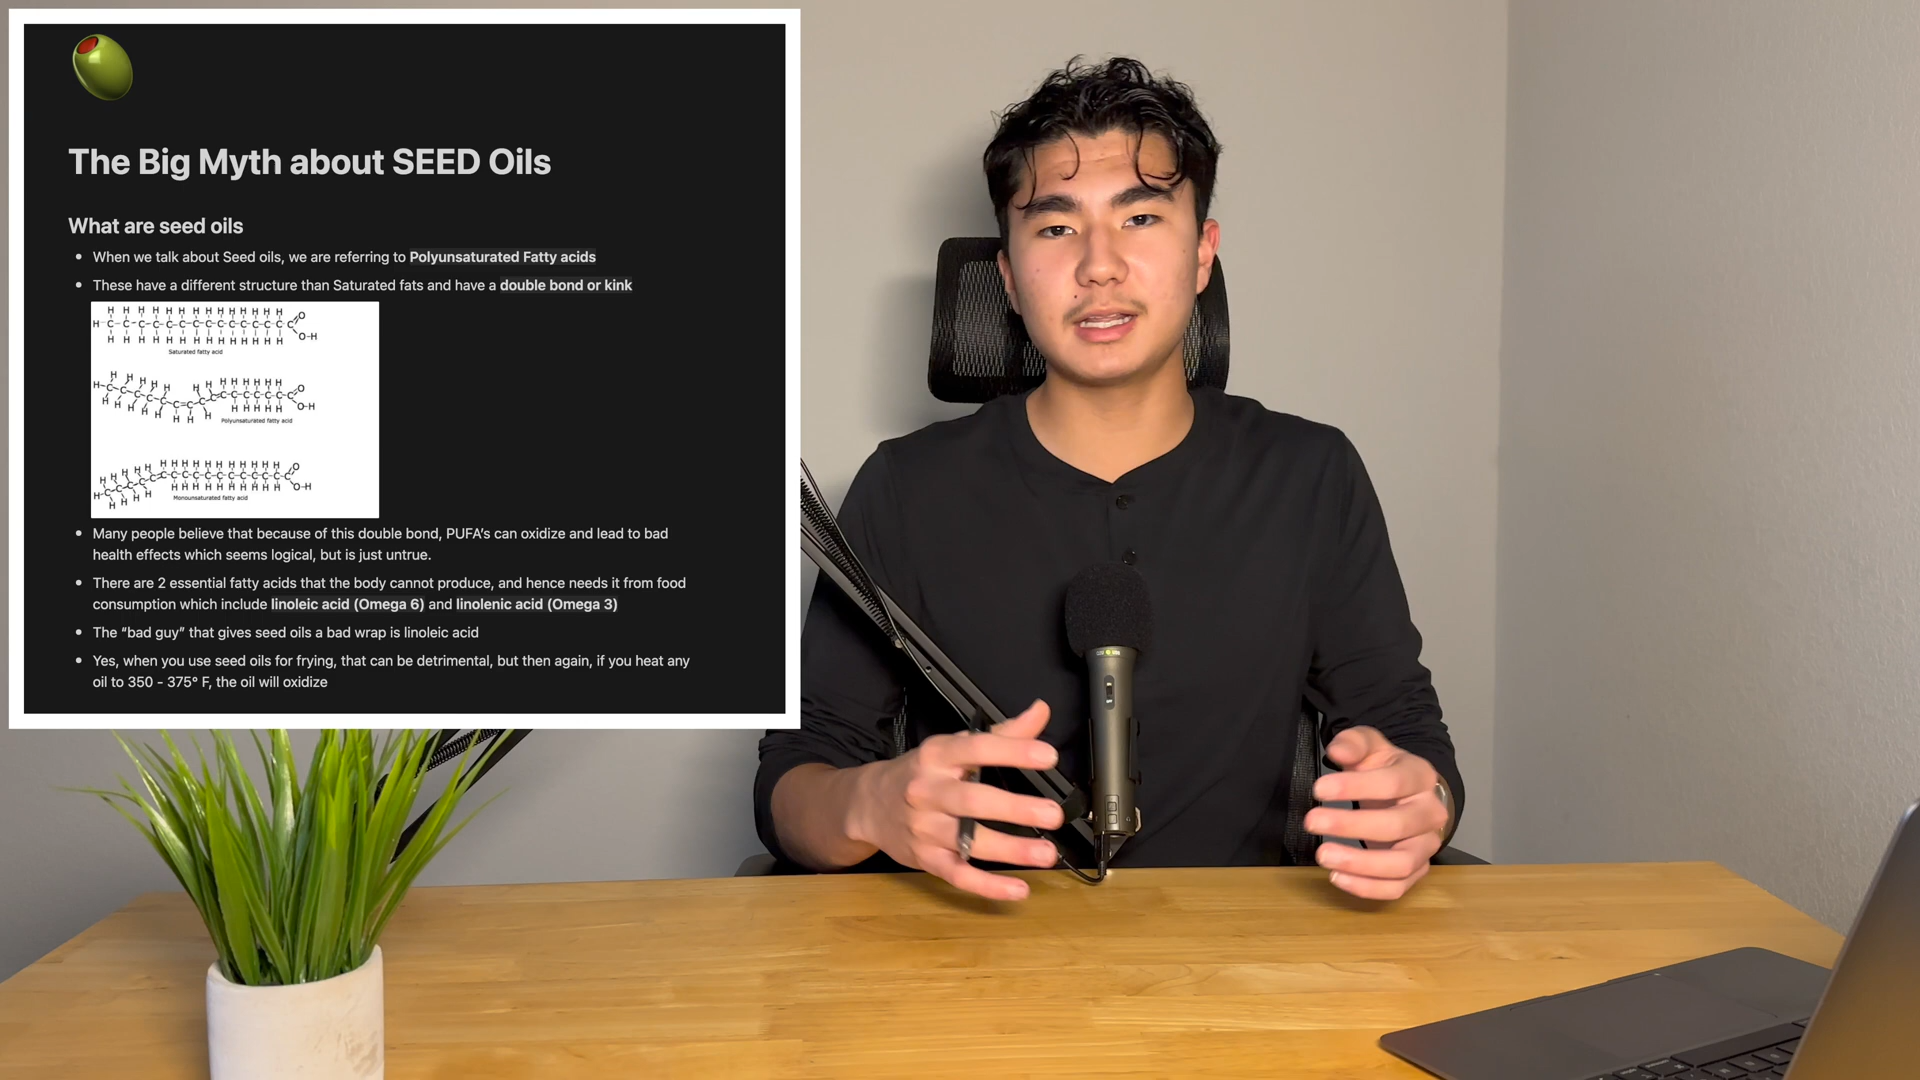 The Big Myth about SEED Oils
What are seed oils
When we talk about Seed oils, we are referring to Polyunsaturated Fatty acids
These have a different structure than Saturated fats and have a double bond or kink
Saturated fatty acid
Polyunsaturated fatty acid
Monounsaturated fatty acid
Many people believe that because of this double bond, PUFA's can oxidize and lead to bad
health effects which seems logical, but is just untrue.
There are 2 essential fatty acids that the body cannot produce, and hence needs it from food
consumption which include linoleic acid (Omega 6) and linolenic acid (Omega 3)
The “bad guy” that gives seed oils a bad wrap is linoleic acid
Yes, when you use seed oils for frying, that can be detrimental, but then again, if you heat any
oil to 350 - 375° F, the oil will oxidize